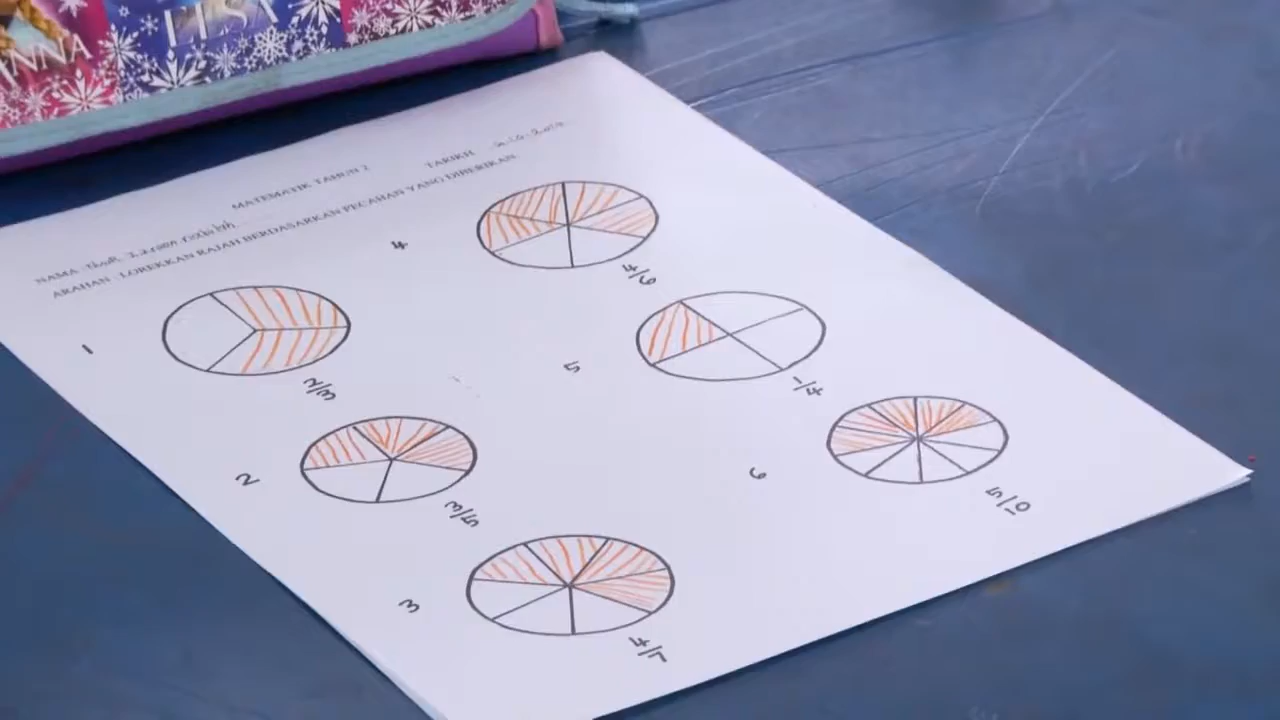 ANNA
ELSA
MATEMATIK TAHUN 2
TARIKH
NAMA
ARAHAN : LOREKKAN RAJAH BERDASARKAN PECAHAN YANG DIBERIKAN
1
2/3
2
3/5
3
4/7
4
4/6
5
1/4
6
5/10